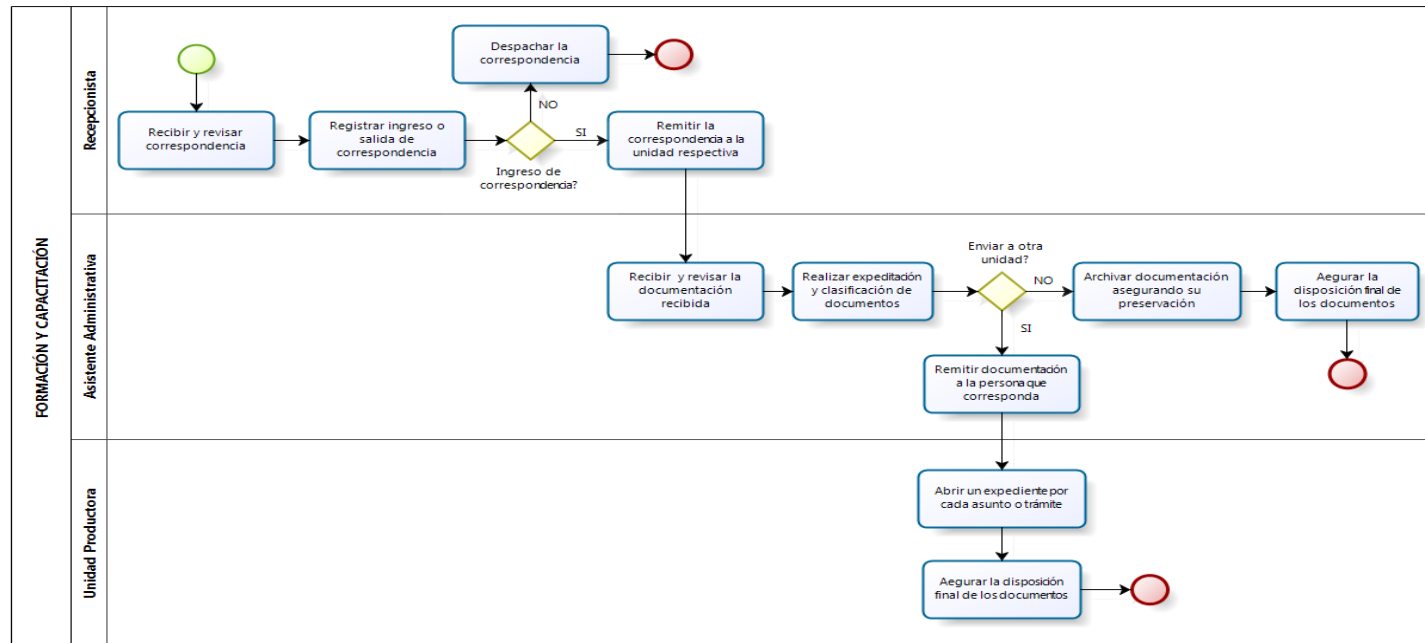 FORMACIÓN Y CAPACITACIÓN
Recepcionista
Despachar la
correspondencia
Recibir y revisar
correspondencia
Registrar ingreso o
salida de
correspondencia
NO
SI
Ingreso de
correspondencia?
Remitir la
correspondencia a la
unidad respectiva
Asistente Administrativa
Recibir y revisar la
documentación
recibida
Realizar expeditación
y clasificación de
documentos
Enviar a otra
unidad?
NO
SI
Archivar documentación
asegurando su
preservación
Aegurar la
disposición final de
los documentos
Remitir documentación
a la persona que
corresponda
Unidad Productora
Abrir un expediente por
cada asunto o trámite
Aegurar la disposición
final de los documentos